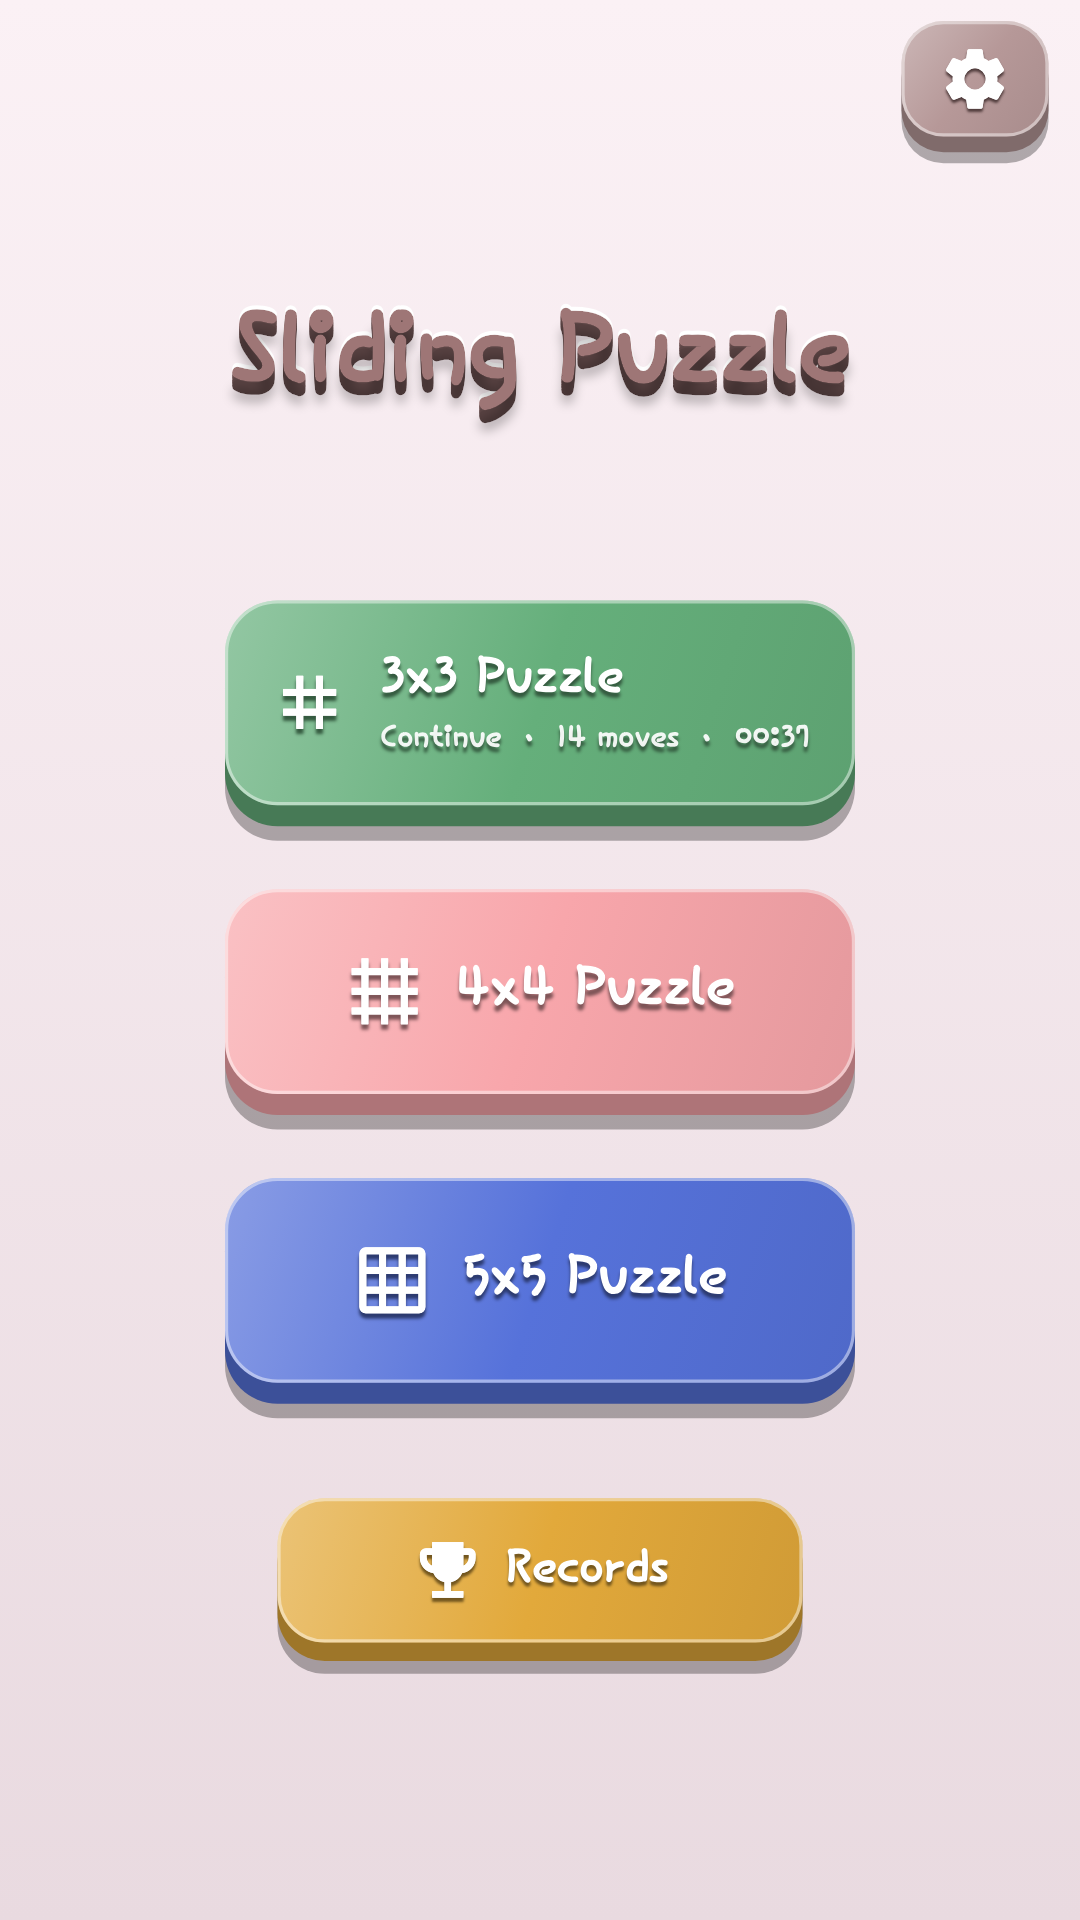 Sliding Puzzle
3x3 Puzzle
Continue · 14 moves · 00:37
4x4 Puzzle
5x5 Puzzle
Records